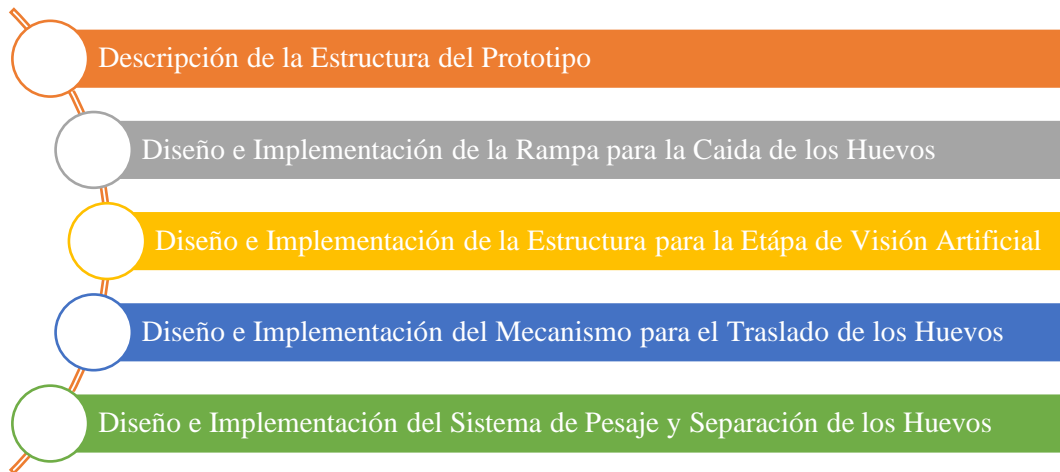 Descripción de la Estructura del Prototipo
Diseño e Implementación de la Rampa para la Caida de los Huevos
Diseño e Implementación de la Estructura para la Etápa de Visión Artificial
Diseño e Implementación del Mecanismo para el Traslado de los Huevos
Diseño e Implementación del Sistema de Pesaje y Separación de los Huevos